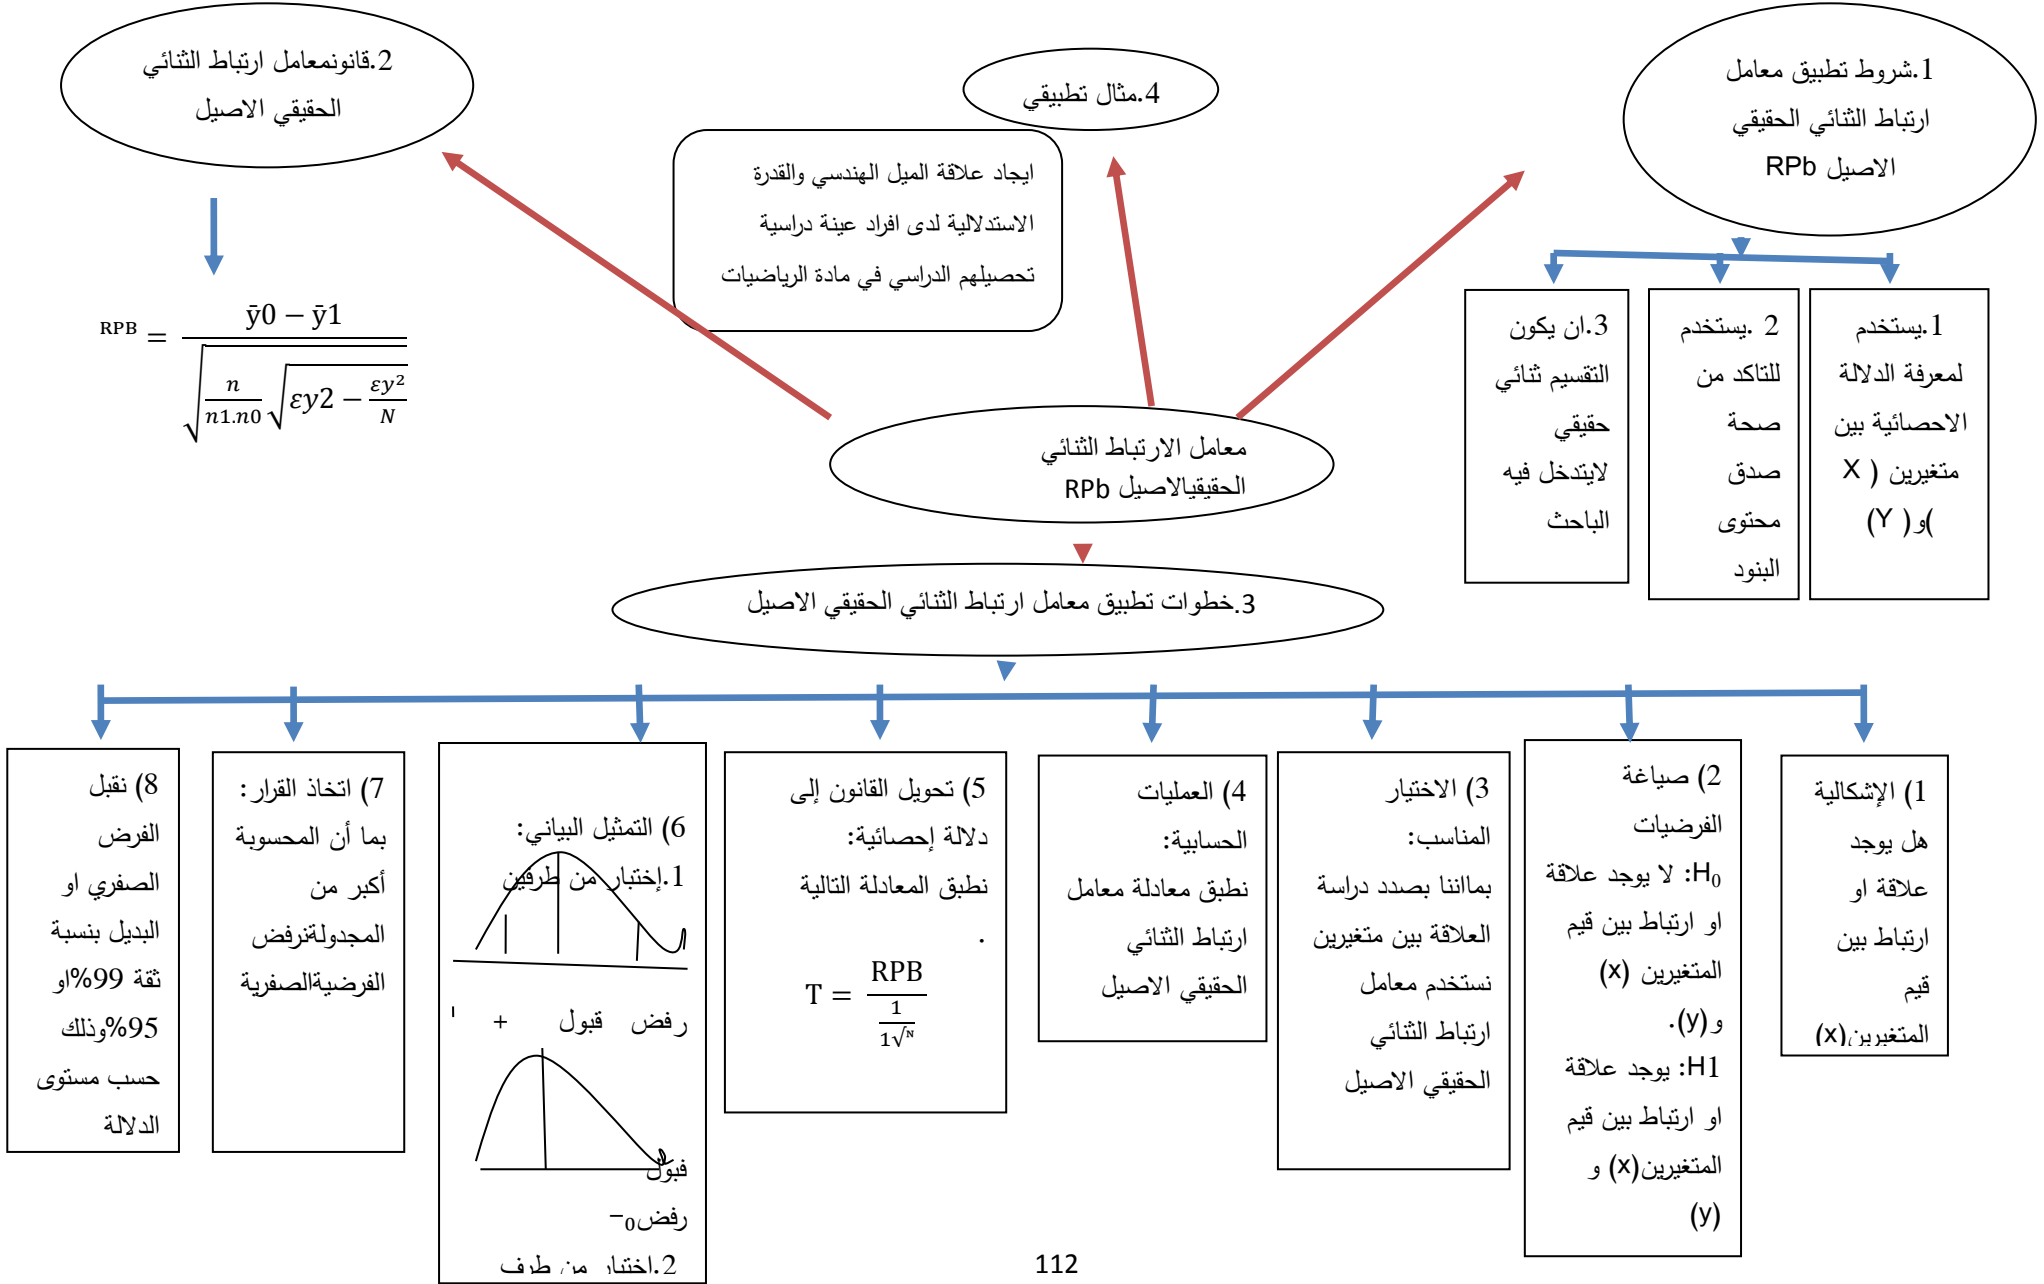 1.شروط تطبيق معامل
ارتباط الثنائي الحقيقي
الاصيل RPb
4.مثال تطبيقي
2.قانونمعامل ارتباط الثنائي
الحقيقي الاصيل
ايجاد علاقة الميل الهندسي والقدرة
الاستدلالية لدى افراد عينة دراسية
تحصيلهم الدراسي في مادة الرياضيات
1.يستخدم
لمعرفة الدلالة
الاحصائية بين
متغيرين ( X
)و( Y)
2 .يستخدم
للتاكد من
صحة
صدق
محتوى
البنود
3.ان يكون
التقسيم ثنائي
حقيقي
لايتدخل فيه
الباحث
RPB = ȳ0 − ȳ1
√ n/n1.n0 √ εy2 − εy²/N
معامل الارتباط الثنائي
الحقيقيالاصيل RPb
3.خطوات تطبيق معامل ارتباط الثنائي الحقيقي الاصيل
1) الإشكالية
هل يوجد
علاقة او
ارتباط بين
قيم
المتغيرين(x)
2) صياغة
الفرضيات
H₀: لا يوجد علاقة
او ارتباط بين قيم
المتغيرين (x)
و(y).
H1: يوجد علاقة
او ارتباط بين قيم
المتغيرين(x) و
(y)
3) الاختيار
المناسب:
بمااننا بصدد دراسة
العلاقة بين متغيرين
نستخدم معامل
ارتباط الثنائي
الحقيقي الاصيل
4) العمليات
الحسابية:
نطبق معادلة معامل
ارتباط الثنائي
الحقيقي الاصيل
5) تحويل القانون إلى
دلالة إحصائية:
نطبق المعادلة التالية
.
T = RPB
1
1√N
6) التمثيل البياني:
1.إختبار من طرفين
رفض قبول +
قبول
رفض0−
2.اختبار من طرف
7) اتخاذ القرار:
بما أن المحسوبة
أكبر من
المجدولةنرفض
الفرضيةالصفرية
8) نقبل
الفرض
الصفري او
البديل بنسبة
ثقة 99%او
95%وذلك
حسب مستوى
الدلالة
112